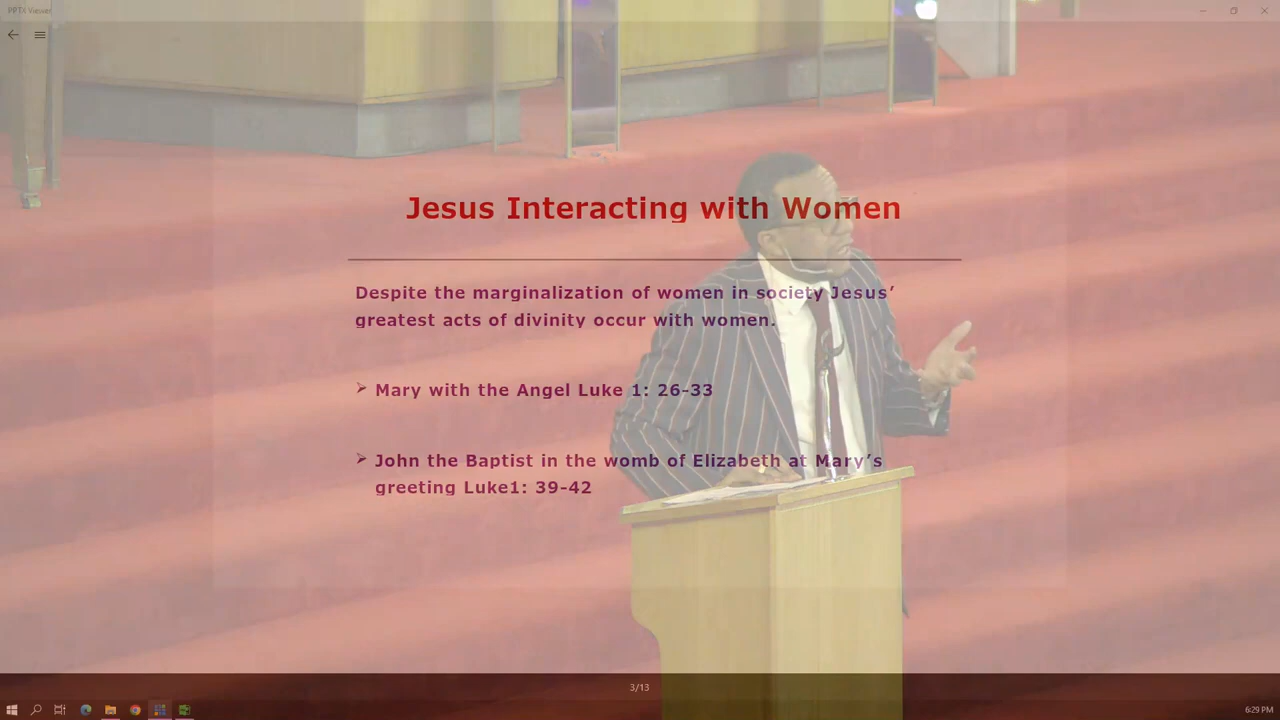 PPTX Viewer
Jesus Interacting with Women
Despite the marginalization of women in society Jesus’
greatest acts of divinity occur with women.
➢ Mary with the Angel Luke 1: 26-33
➢ John the Baptist in the womb of Elizabeth at Mary’s
greeting Luke1: 39-42
3/13
6:29 PM